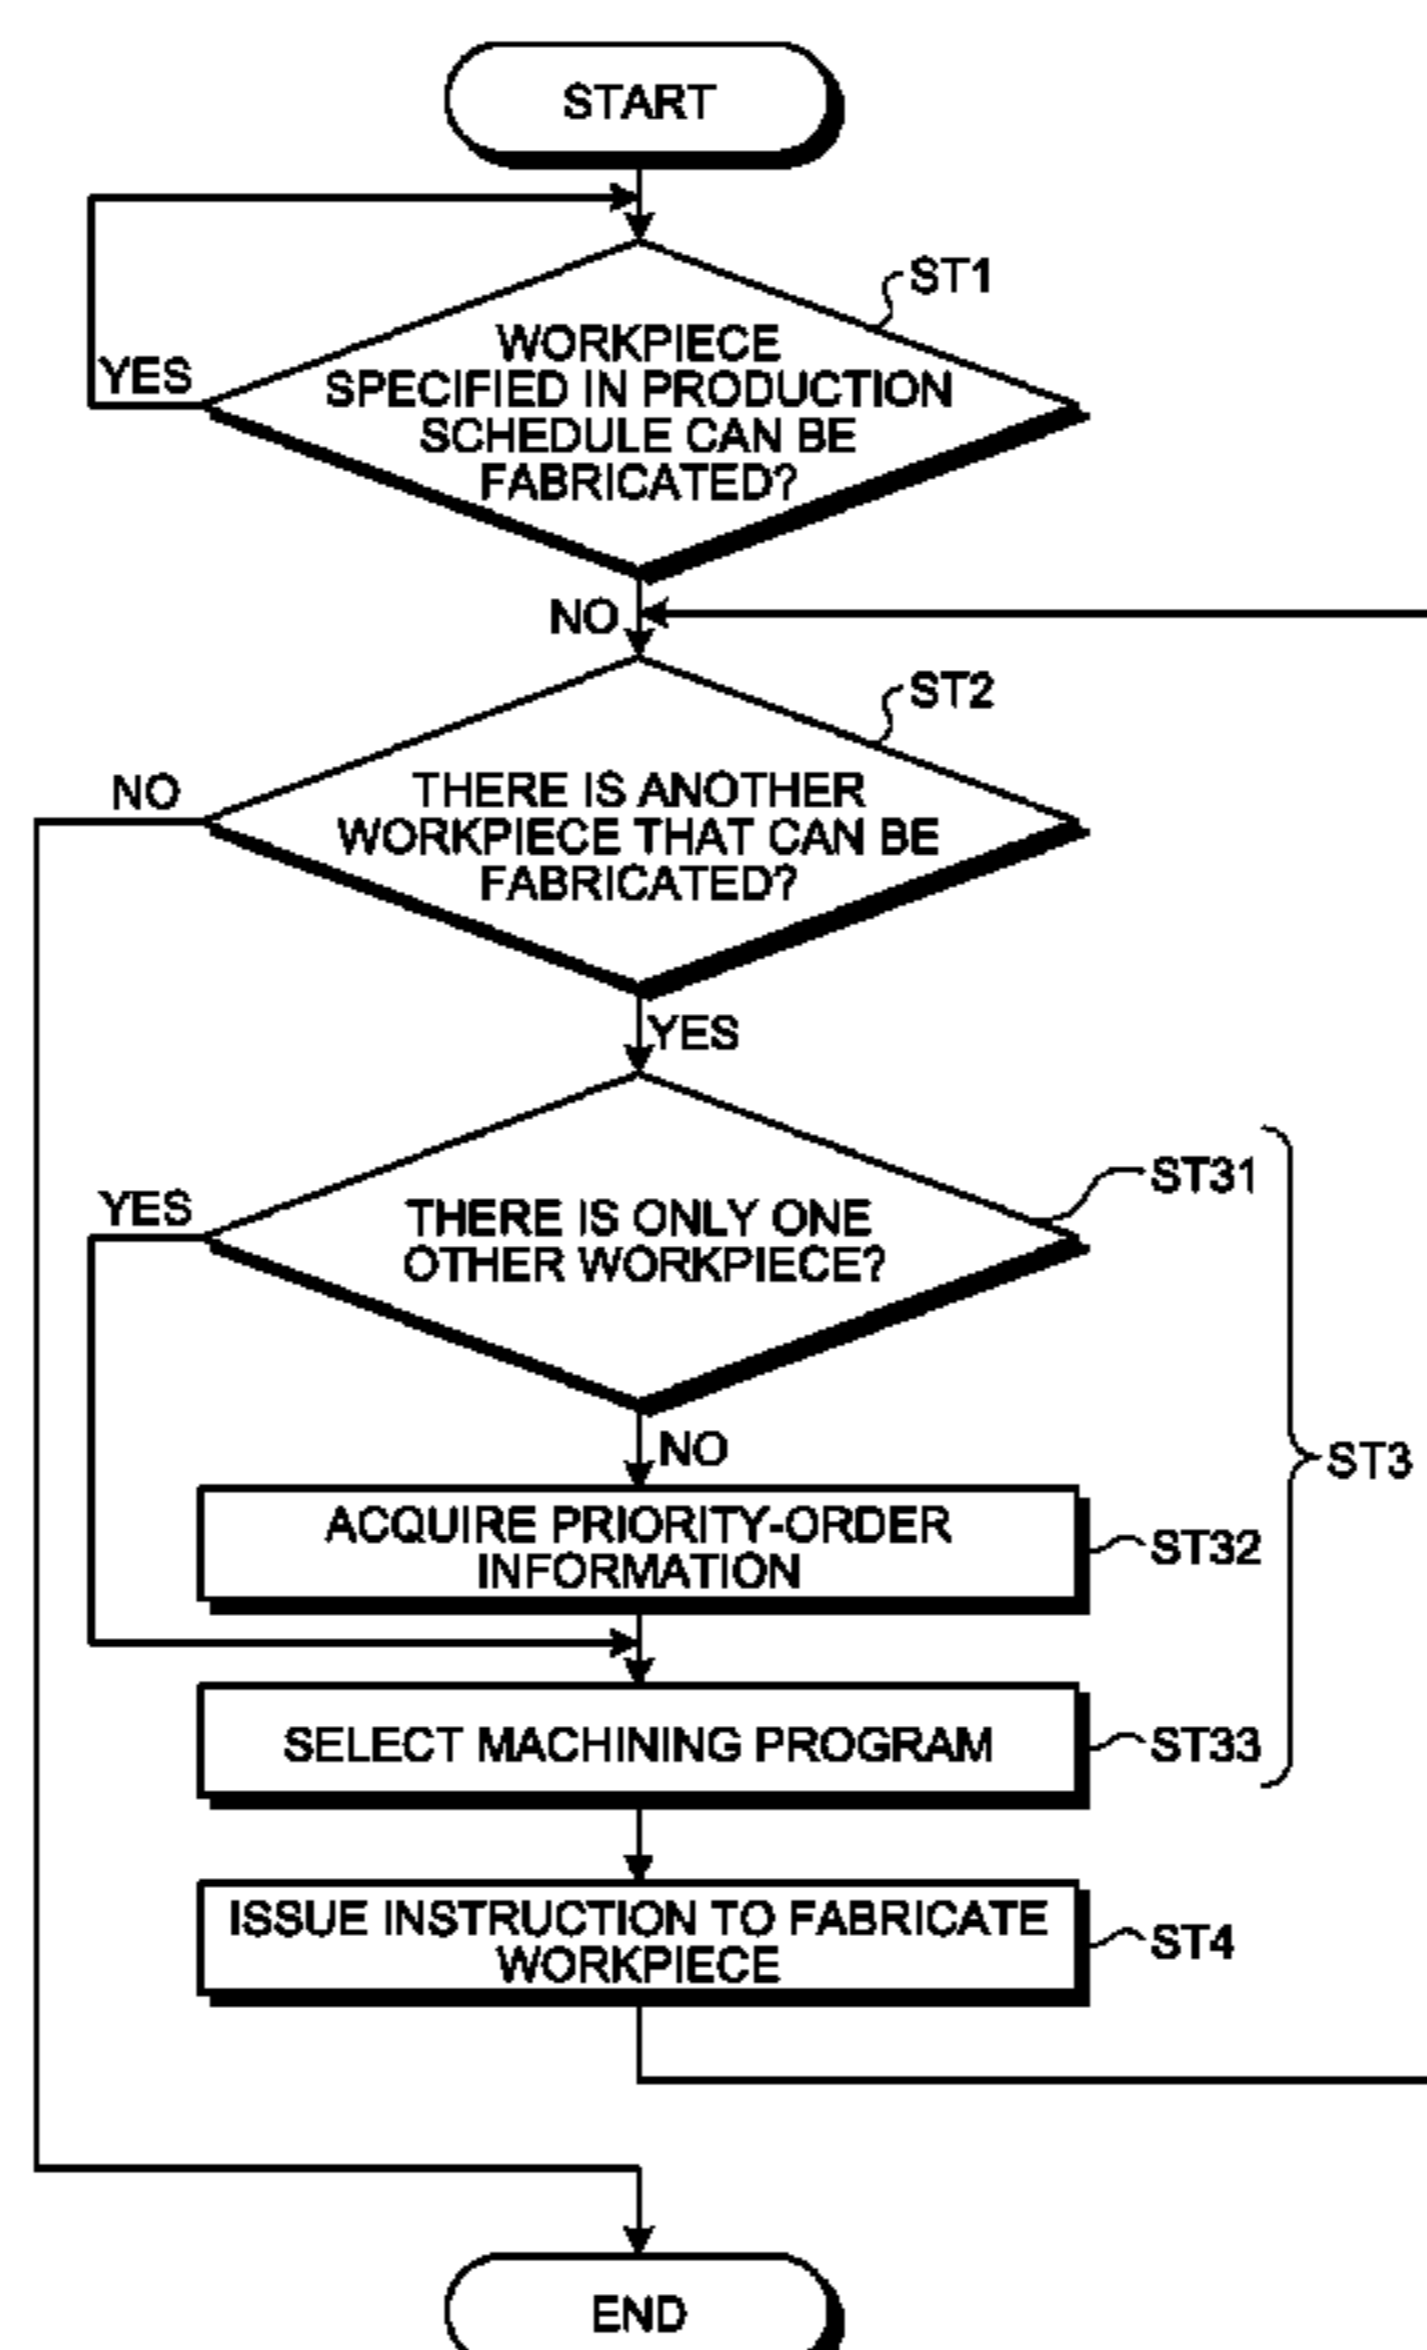 START
ST1
WORKPIECE
SPECIFIED IN PRODUCTION
SCHEDULE CAN BE
FABRICATED?
YES
NO
ST2
THERE IS ANOTHER
WORKPIECE THAT CAN BE
FABRICATED?
NO
YES
ST31
THERE IS ONLY ONE
OTHER WORKPIECE?
YES
NO
ST3
ACQUIRE PRIORITY-ORDER
INFORMATION
ST32
SELECT MACHINING PROGRAM
ST33
ISSUE INSTRUCTION TO FABRICATE
WORKPIECE
ST4
END